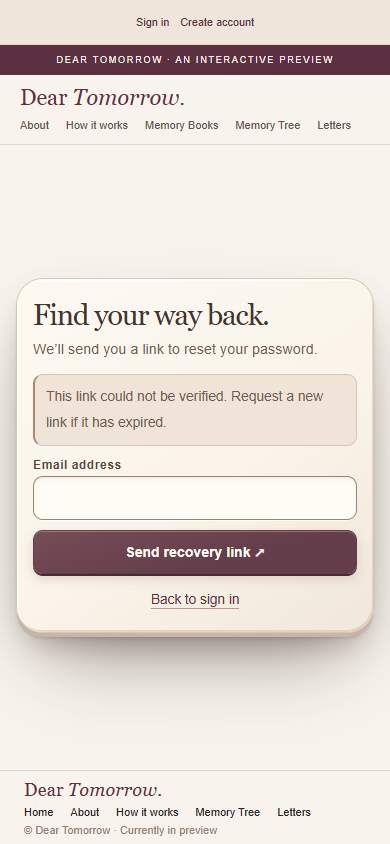 Sign in Create account
DEAR TOMORROW · AN INTERACTIVE PREVIEW
Dear Tomorrow.
About How it works Memory Books Memory Tree Letters
Find your way back.
We’ll send you a link to reset your password.
This link could not be verified. Request a new
link if it has expired.
Email address
Send recovery link ↗
Back to sign in
Dear Tomorrow.
Home About How it works Memory Tree Letters
© Dear Tomorrow · Currently in preview